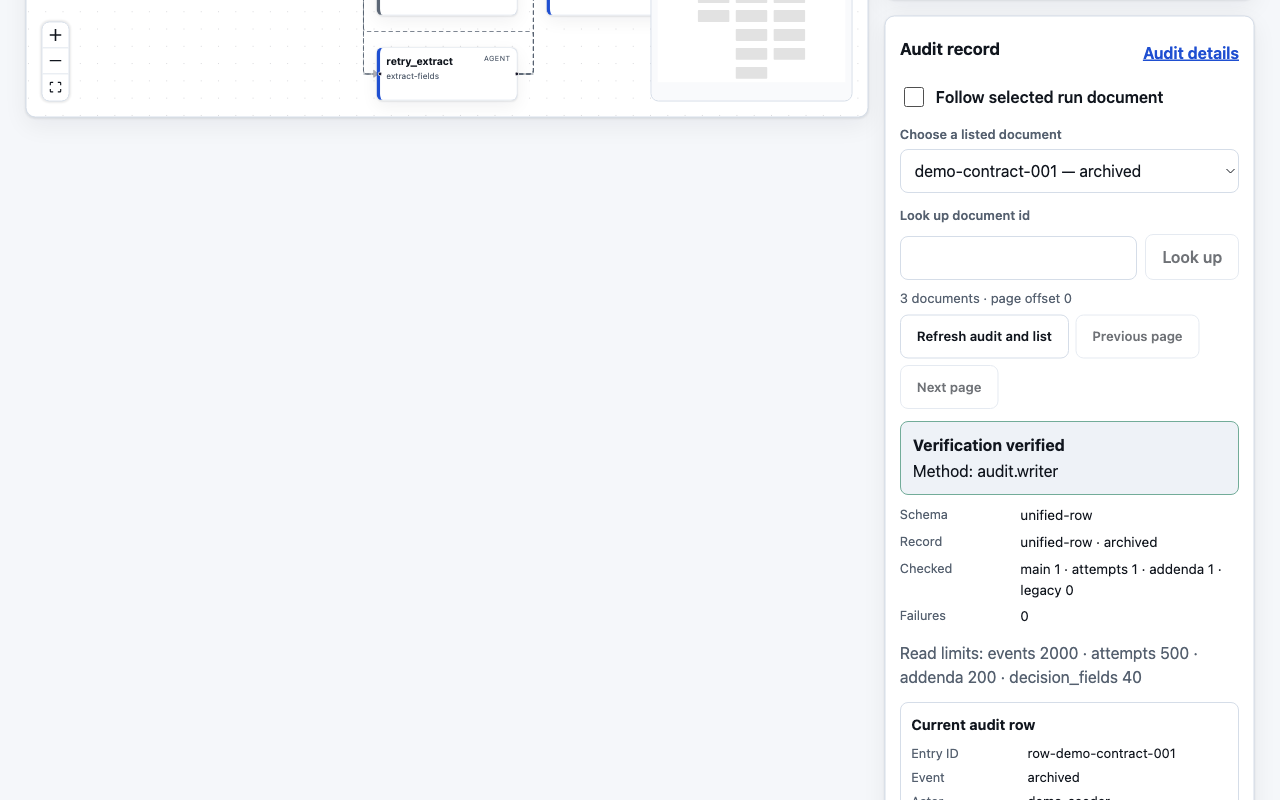 retry_extract
AGENT
extract-fields
Audit record
Audit details
Follow selected run document
Choose a listed document
demo-contract-001 — archived
Look up document id
Look up
3 documents · page offset 0
Refresh audit and list
Previous page
Next page
Verification verified
Method: audit.writer
Schema unified-row
Record unified-row · archived
Checked main 1 · attempts 1 · addenda 1 ·
legacy 0
Failures 0
Read limits: events 2000 · attempts 500 ·
addenda 200 · decision_fields 40
Current audit row
Entry ID row-demo-contract-001
Event archived
Actor demo-seeder